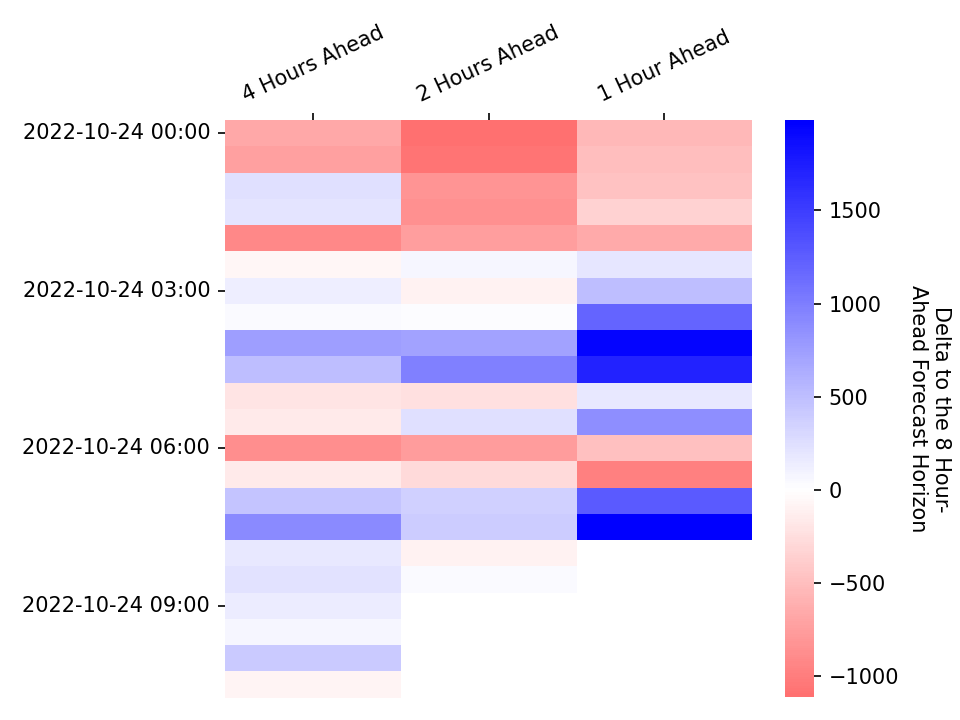 4 Hours Ahead
2 Hours Ahead
1 Hour Ahead
2022-10-24 00:00
2022-10-24 03:00
2022-10-24 06:00
2022-10-24 09:00
1500
1000
500
0
−500
−1000
Delta to the 8 Hour-
Ahead Forecast Horizon